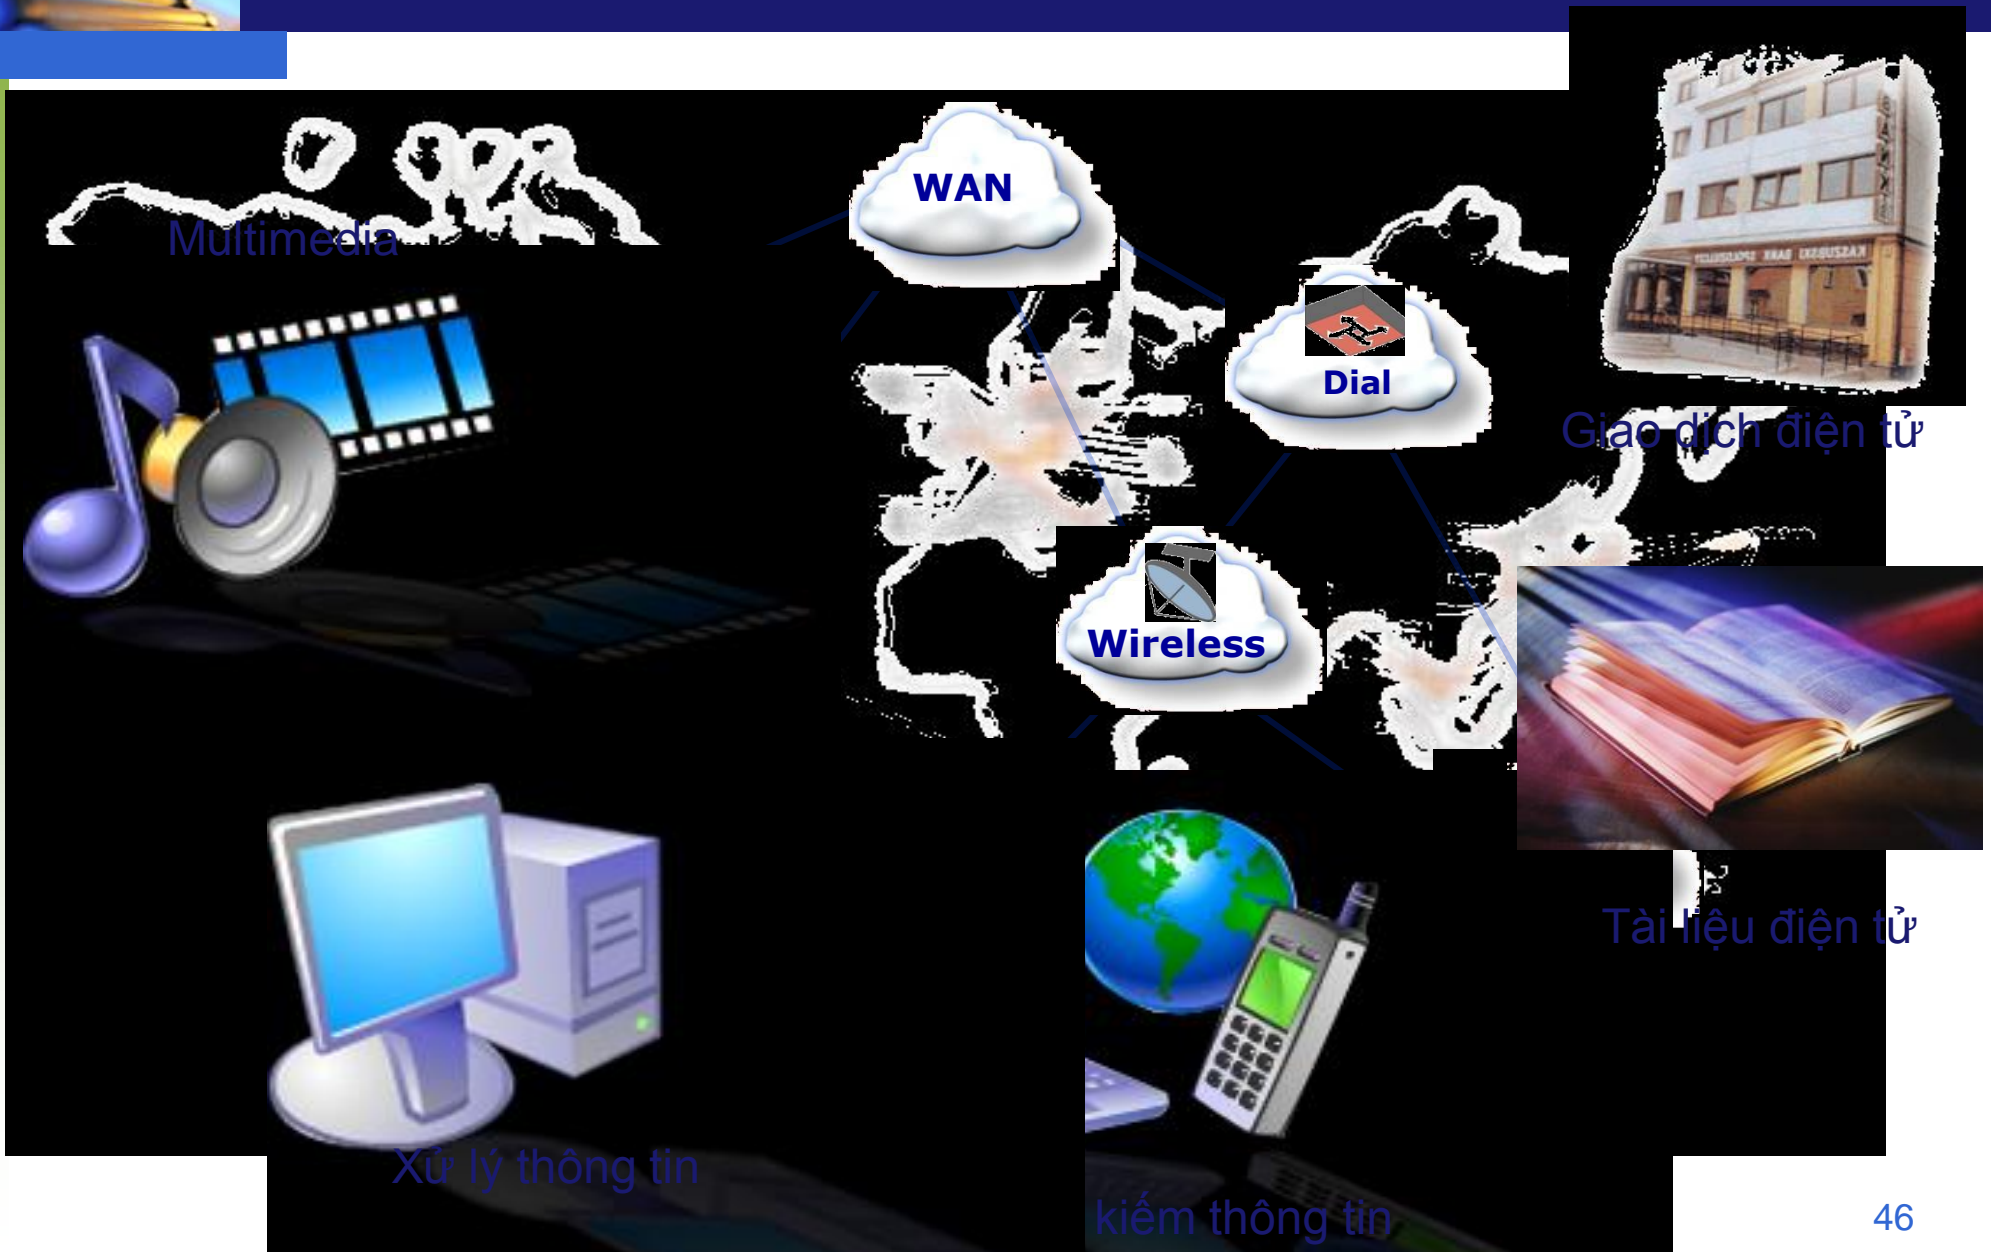 WAN
Multimedia
Dial
Giao dịch điện tử
Wireless
Tài liệu điện tử
Xử lý thông tin
kiếm thông tin
46